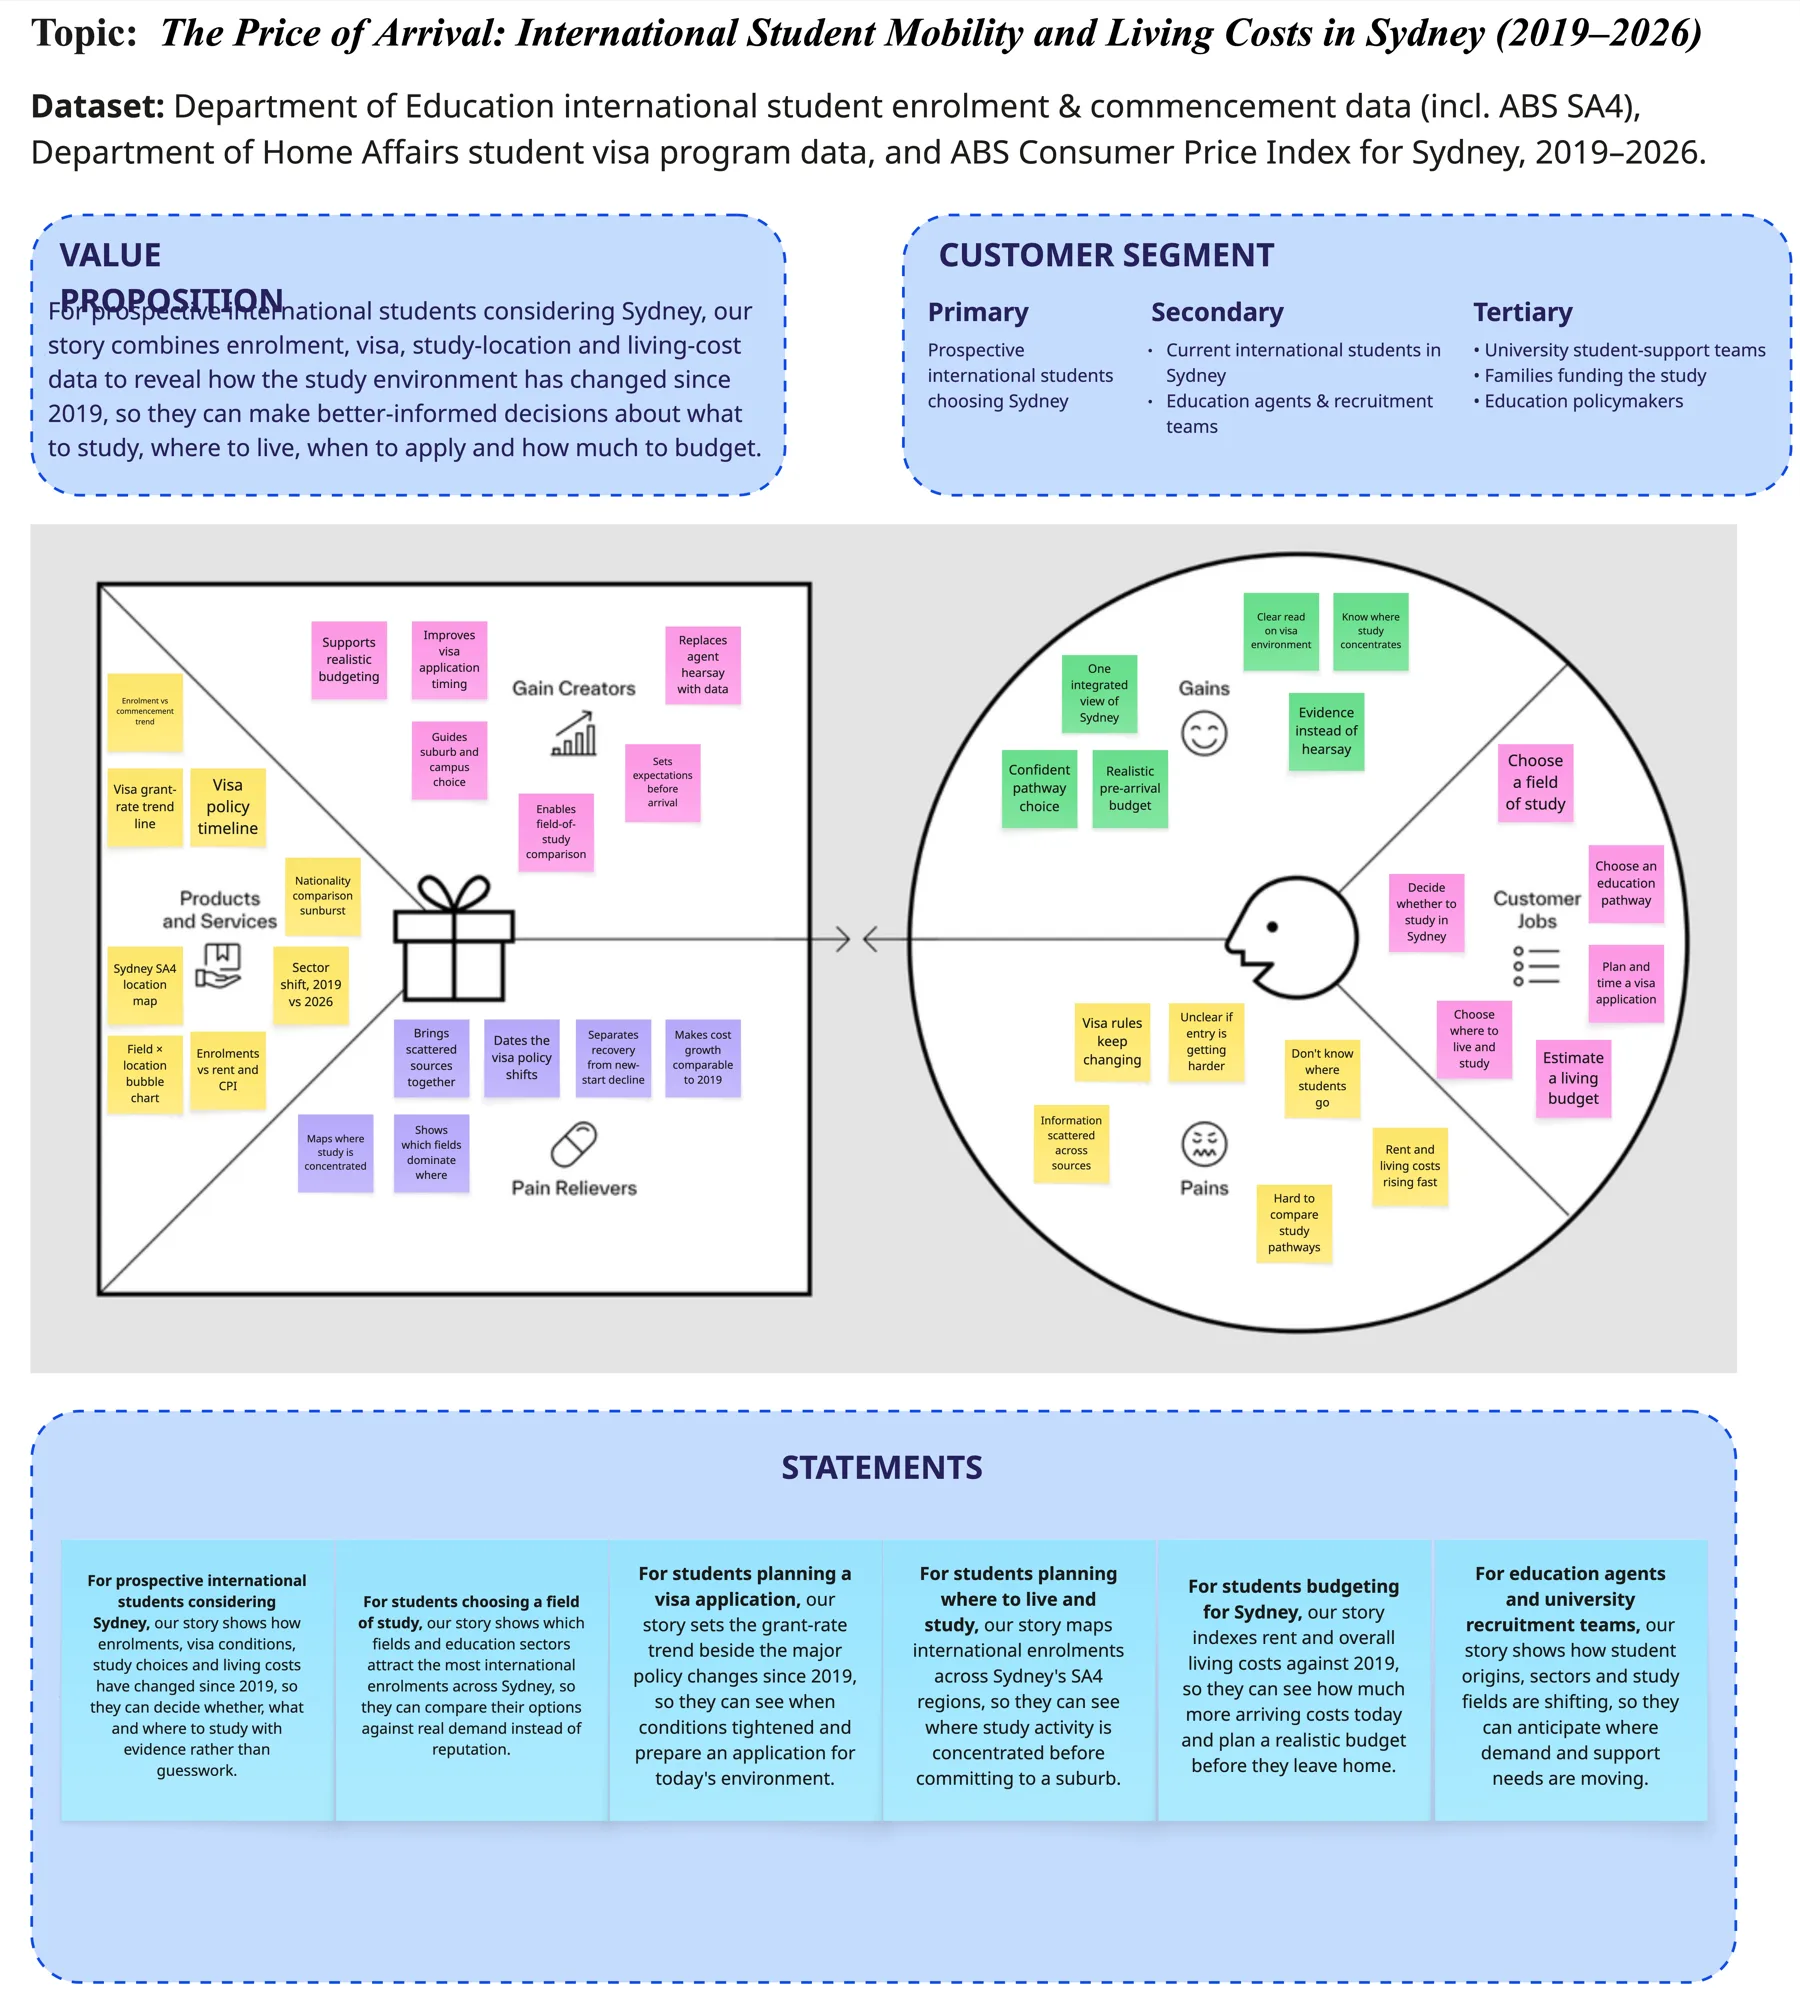 Topic: The Price of Arrival: International Student Mobility and Living Costs in Sydney (2019–2026)
Dataset: Department of Education international student enrolment & commencement data (incl. ABS SA4),
Department of Home Affairs student visa program data, and ABS Consumer Price Index for Sydney, 2019–2026.
VALUE
PROPOSITION
For prospective international students considering Sydney, our
story combines enrolment, visa, study-location and living-cost
data to reveal how the study environment has changed since
2019, so they can make better-informed decisions about what
to study, where to live, when to apply and how much to budget.
CUSTOMER SEGMENT
Primary
Prospective
international students
choosing Sydney
Secondary
• Current international students in
Sydney
• Education agents & recruitment
teams
Tertiary
• University student-support teams
• Families funding the study
• Education policymakers
Supports
realistic
budgeting
Improves
visa
application
timing
Gain Creators
Replaces
agent
hearsay
with data
Guides
suburb and
campus
choice
Sets
expectations
before
arrival
Enables
field-of-
study
comparison
Enrolment vs
commencement
trend
Visa grant-
rate trend
line
Visa
policy
timeline
Products
and Services
Nationality
comparison
sunburst
Sydney SA4
location
map
Sector
shift, 2019
vs 2026
Field ×
location
bubble
chart
Enrolments
vs rent and
CPI
Brings
scattered
sources
together
Dates the
visa policy
shifts
Separates
recovery
from new-
start decline
Makes cost
growth
comparable
to 2019
Maps where
study is
concentrated
Shows
which fields
dominate
where
Pain Relievers
Clear read
on visa
environment
Know where
study
concentrates
One
integrated
view of
Sydney
Gains
Evidence
instead of
hearsay
Confident
pathway
choice
Realistic
pre-arrival
budget
Choose
a field
of study
Choose an
education
pathway
Decide
whether to
study in
Sydney
Customer
Jobs
Plan and
time a visa
application
Choose
where to
live and
study
Estimate
a living
budget
Visa rules
keep
changing
Unclear if
entry is
getting
harder
Don't know
where
students
go
Information
scattered
across
sources
Pains
Rent and
living costs
rising fast
Hard to
compare
study
pathways
STATEMENTS
For prospective international
students considering
Sydney, our story shows how
enrolments, visa conditions,
study choices and living costs
have changed since 2019, so
they can decide whether, what
and where to study with
evidence rather than
guesswork.
For students choosing a field
of study, our story shows which
fields and education sectors
attract the most international
enrolments across Sydney, so
they can compare their options
against real demand instead of
reputation.
For students planning a
visa application, our
story sets the grant-rate
trend beside the major
policy changes since 2019,
so they can see when
conditions tightened and
prepare an application for
today's environment.
For students planning
where to live and
study, our story maps
international enrolments
across Sydney's SA4
regions, so they can see
where study activity is
concentrated before
committing to a suburb.
For students budgeting
for Sydney, our story
indexes rent and overall
living costs against 2019,
so they can see how much
more arriving costs today
and plan a realistic budget
before they leave home.
For education agents
and university
recruitment teams, our
story shows how student
origins, sectors and study
fields are shifting, so they
can anticipate where
demand and support
needs are moving.